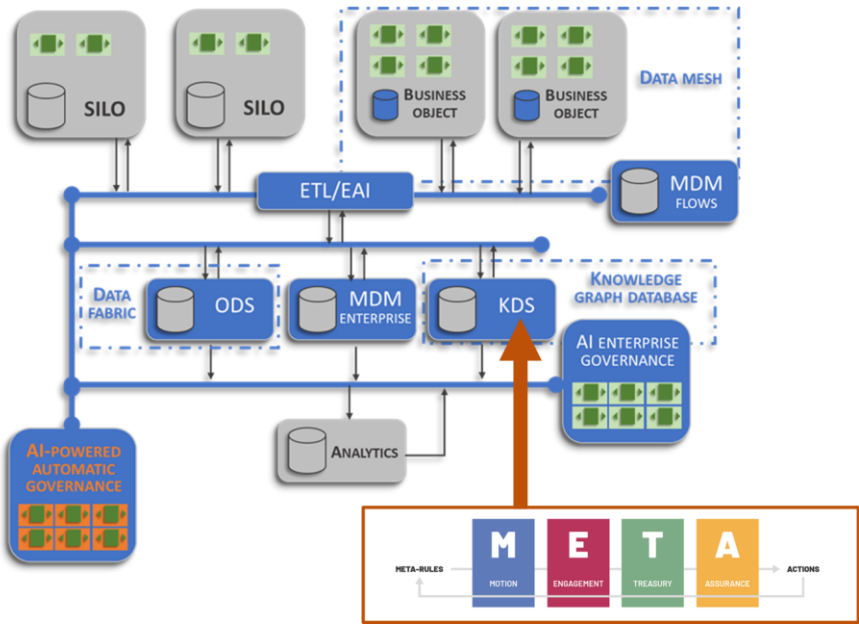 SILO
SILO
BUSINESS
OBJECT
BUSINESS
OBJECT
DATA MESH
ETL/EAI
MDM
FLOWS
DATA
FABRIC
ODS
MDM
ENTERPRISE
KDS
KNOWLEDGE
GRAPH DATABASE
AI ENTERPRISE
GOVERNANCE
ANALYTICS
AI-POWERED
AUTOMATIC
GOVERNANCE
META-RULES
M
MOTION
E
ENGAGEMENT
T
TREASURY
A
ASSURANCE
ACTIONS